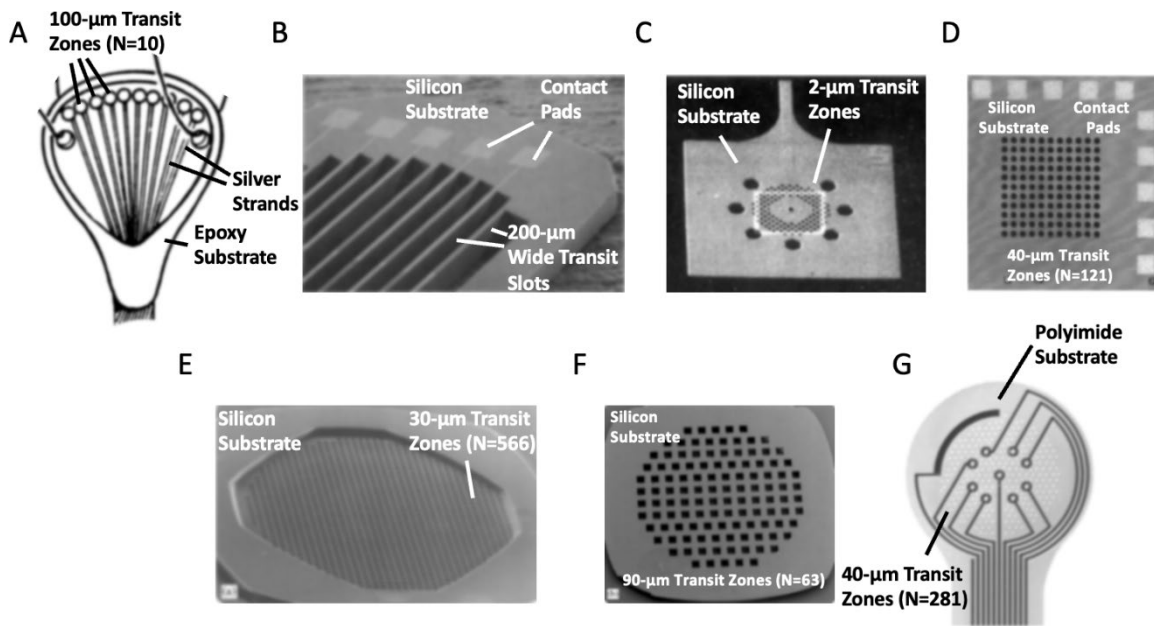 A
100-µm Transit
Zones (N=10)
Silver
Strands
Epoxy
Substrate
B
Silicon
Substrate
Contact
Pads
200-µm
Wide Transit
Slots
C
Silicon
Substrate
2-µm Transit
Zones
D
Silicon
Substrate
Contact
Pads
40-µm Transit
Zones (N=121)
E
Silicon
Substrate
30-µm Transit
Zones (N=566)
F
Silicon
Substrate
90-µm Transit Zones (N=63)
G
Polyimide
Substrate
40-µm Transit
Zones (N=281)